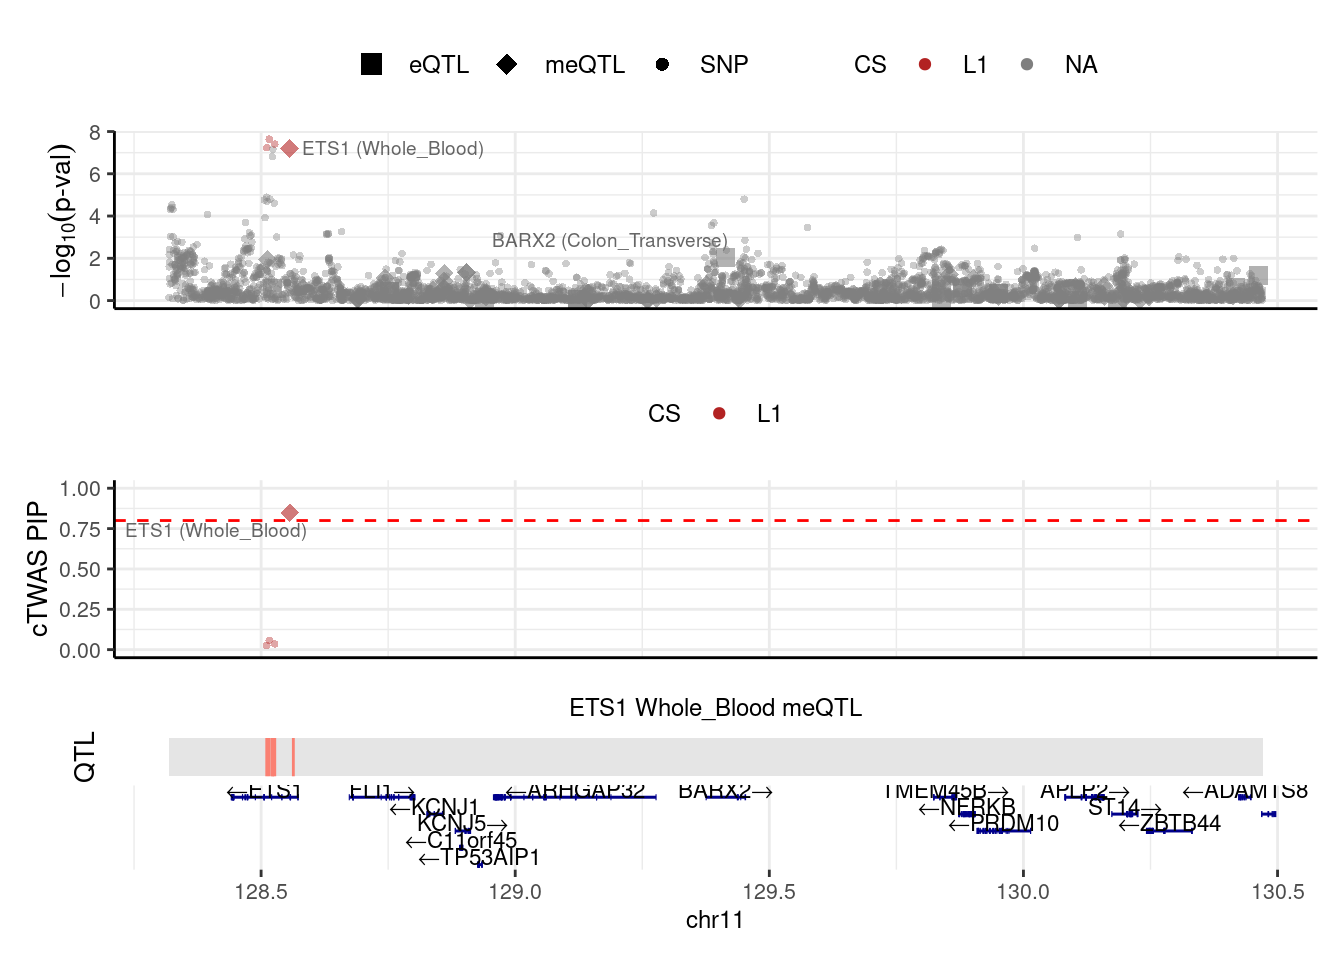 eQTL meQTL SNP CS L1 NA
−log10(p-val)
8
6
4
2
0
ETS1 (Whole_Blood)
BARX2 (Colon_Transverse)
CS L1
cTWAS PIP
1.00
0.75
0.50
0.25
0.00
ETS1 (Whole_Blood)
ETS1 Whole_Blood meQTL
QTL
←ETS1 FLI1→ ←ARHGAP32 BARX2→ TMEM45B→ APLP2→ ←ADAMTS8
←KCNJ1 ←NFRKB ST14→
KCNJ5→ ←PRDM10 ←ZBTB44
←C11orf45
←TP53AIP1
128.5 129.0 129.5 130.0 130.5
chr11